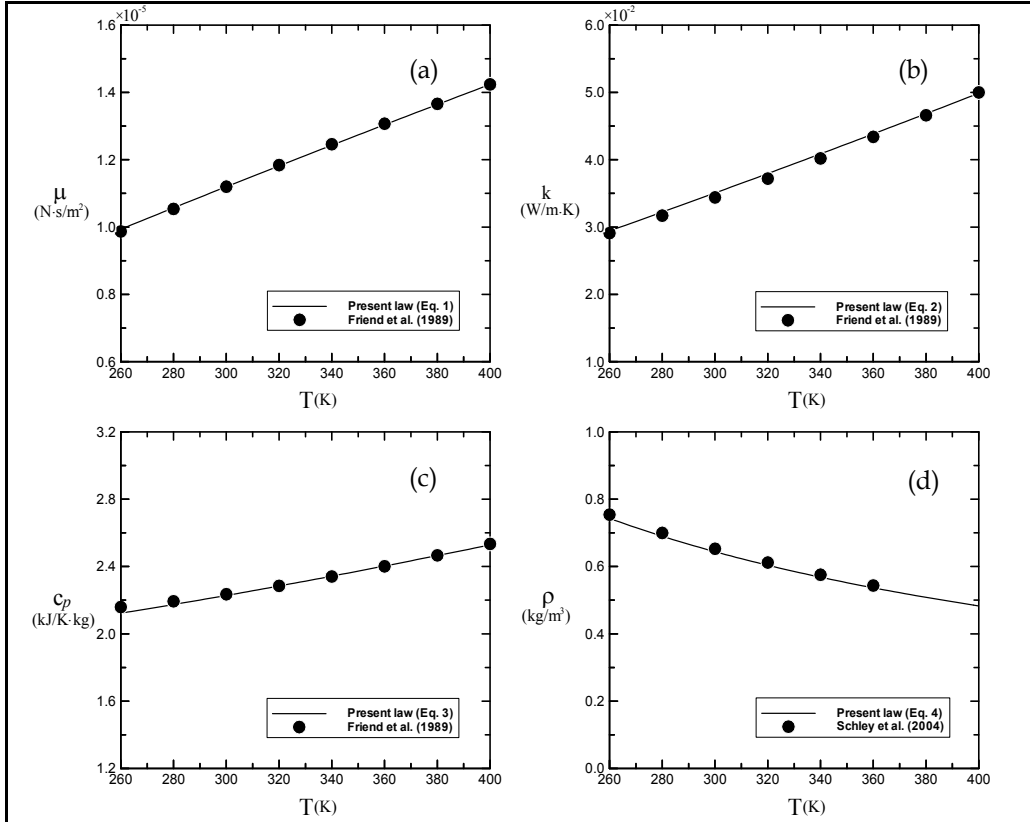 ×10⁻⁵
1.6
1.4
1.2
1.0
0.8
0.6
μ
(N·s/m²)
(a)
Present law (Eq. 1)
Friend et al. (1989)
260 280 300 320 340 360 380 400
T(K)
×10⁻²
6.0
5.0
4.0
3.0
2.0
1.0
k
(W/m·K)
(b)
Present law (Eq. 2)
Friend et al. (1989)
260 280 300 320 340 360 380 400
T(K)
3.2
2.8
2.4
2.0
1.6
1.2
cₚ
(kJ/K·kg)
(c)
Present law (Eq. 3)
Friend et al. (1989)
260 280 300 320 340 360 380 400
T(K)
1.0
0.8
0.6
0.4
0.2
0.0
ρ
(kg/m³)
(d)
Present law (Eq. 4)
Schley et al. (2004)
260 280 300 320 340 360 380 400
T(K)